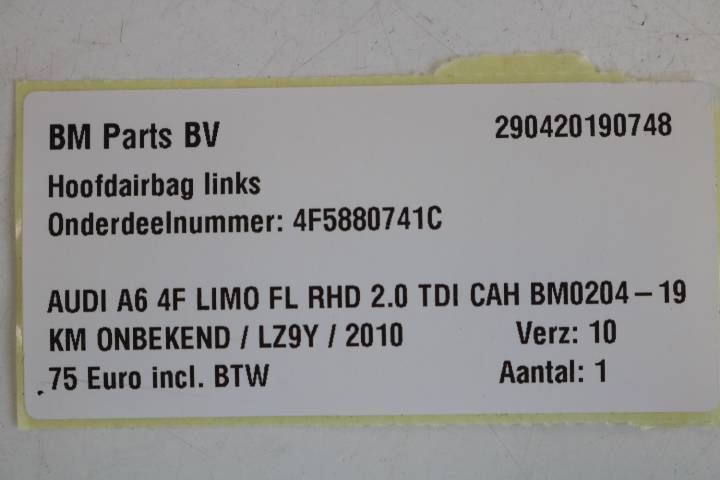 BM Parts BV 290420190748
Hoofdairbag links
Onderdeelnummer: 4F5880741C
AUDI A6 4F LIMO FL RHD 2.0 TDI CAH BM0204-19
KM ONBEKEND / LZ9Y / 2010 Verz: 10
75 Euro incl. BTW Aantal: 1